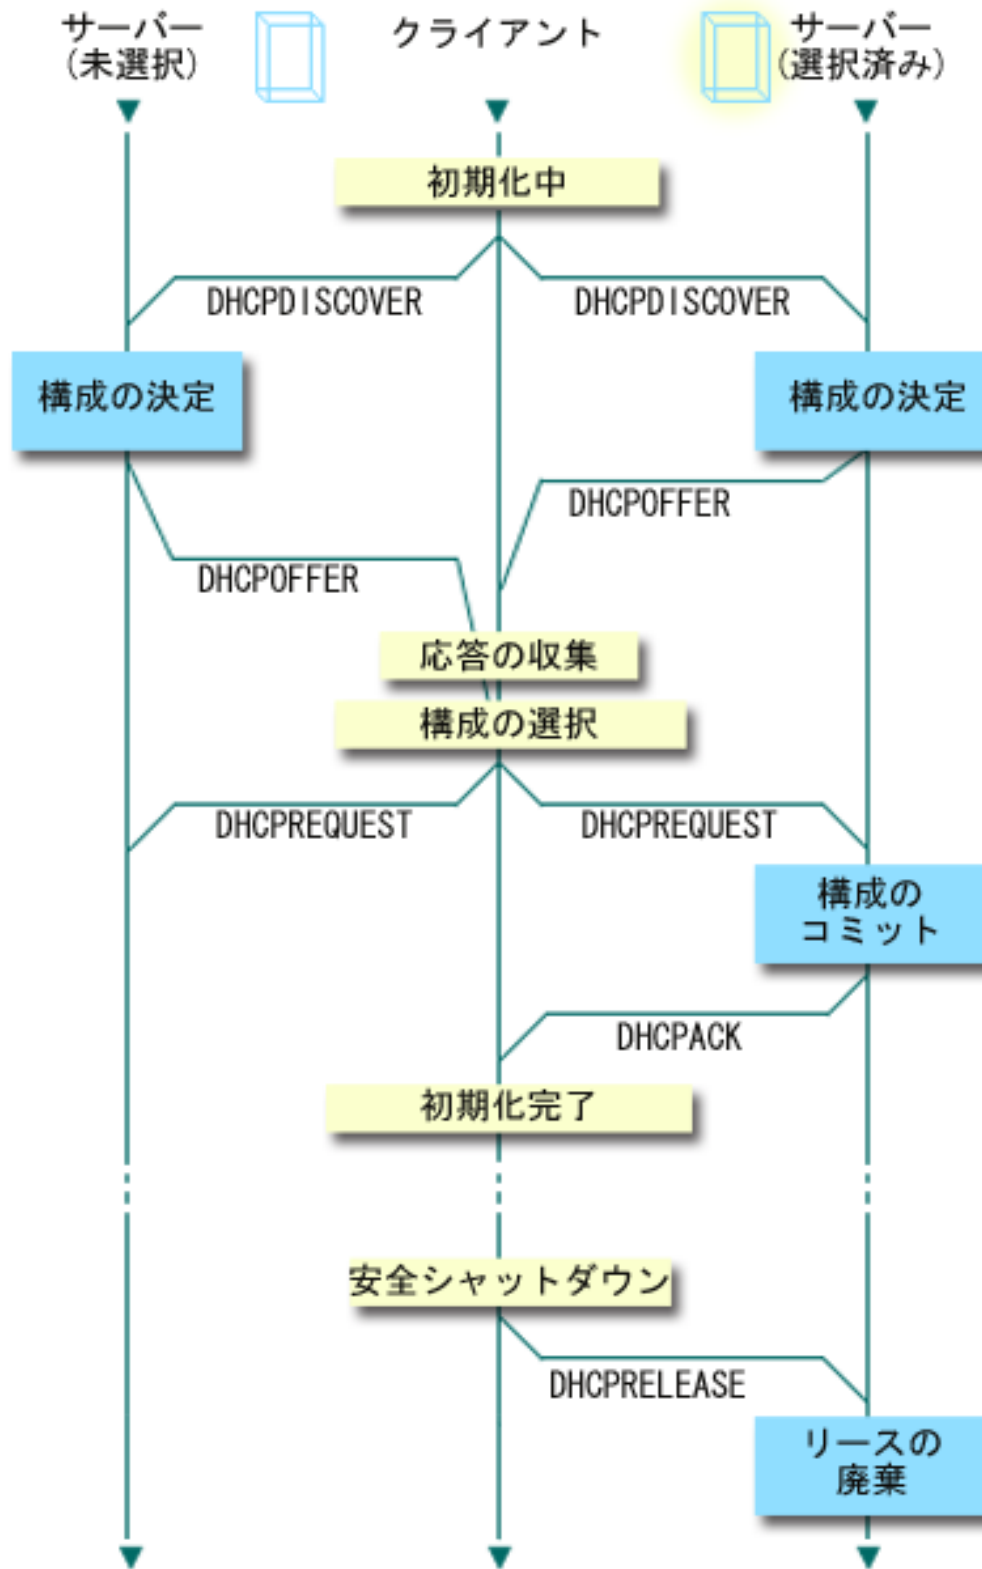 サーバー
(未選択)
クライアント
サーバー
(選択済み)
初期化中
DHCPDISCOVER
DHCPDISCOVER
構成の決定
構成の決定
DHCPOFFER
DHCPOFFER
応答の収集
構成の選択
DHCPREQUEST
DHCPREQUEST
構成の
コミット
DHCPACK
初期化完了
安全シャットダウン
DHCPRELEASE
リースの
廃棄